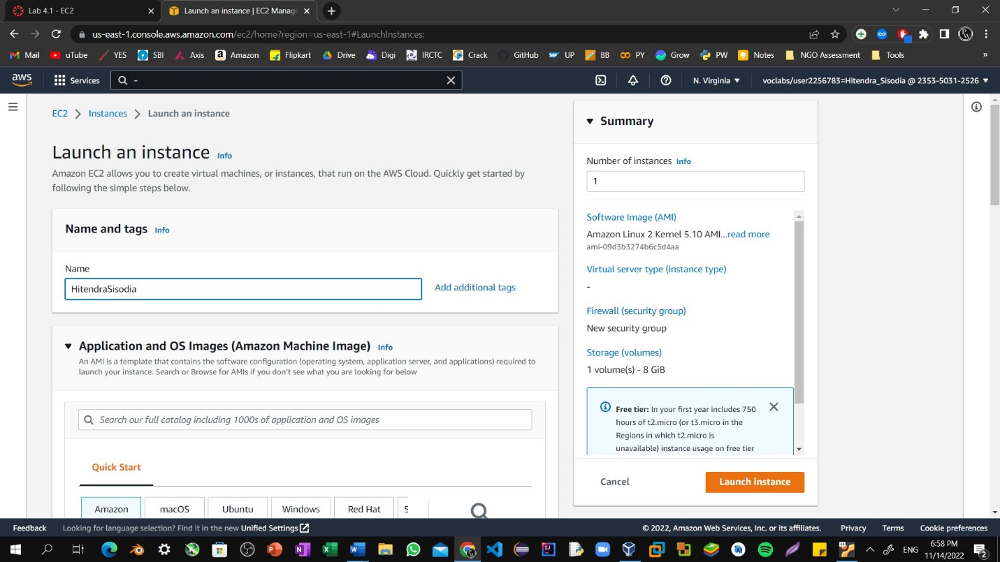 Lab 4.1 - EC2
Launch an instance | EC2 Manage
us-east-1.console.aws.amazon.com/ec2/home?region=us-east-1#LaunchInstances:
Mail uTube YES SBI Axis Amazon Flipkart Drive Digi IRCTC Crack GitHub UP BB PY Grow PW Notes NGO Assessment Tools »
aws Services - N. Virginia voclabs/user2256783=Hitendra_Sisodia @ 2353-5031-2526
EC2 > Instances > Launch an instance
Launch an instance Info
Amazon EC2 allows you to create virtual machines, or instances, that run on the AWS Cloud. Quickly get started by
following the simple steps below.
Name and tags Info
Name
HitendraSisodia
Add additional tags
Application and OS Images (Amazon Machine Image) Info
An AMI is a template that contains the software configuration (operating system, application server, and applications) required to
launch your instance. Search or Browse for AMIs if you don't see what you are looking for below
Search our full catalog including 1000s of application and OS images
Quick Start
Amazon macOS Ubuntu Windows Red Hat S
Summary
Number of instances Info
1
Software Image (AMI)
Amazon Linux 2 Kernel 5.10 AMI...read more
ami-09d3b3274b6c5d4aa
Virtual server type (instance type)
-
Firewall (security group)
New security group
Storage (volumes)
1 volume(s) - 8 GiB
Free tier: In your first year includes 750
hours of t2.micro (or t3.micro in the
Regions in which t2.micro is
unavailable) instance usage on free tier
Cancel Launch instance
Feedback Looking for language selection? Find it in the new Unified Settings © 2022, Amazon Web Services, Inc. or its affiliates. Privacy Terms Cookie preferences
ENG
6:58 PM
11/14/2022
2